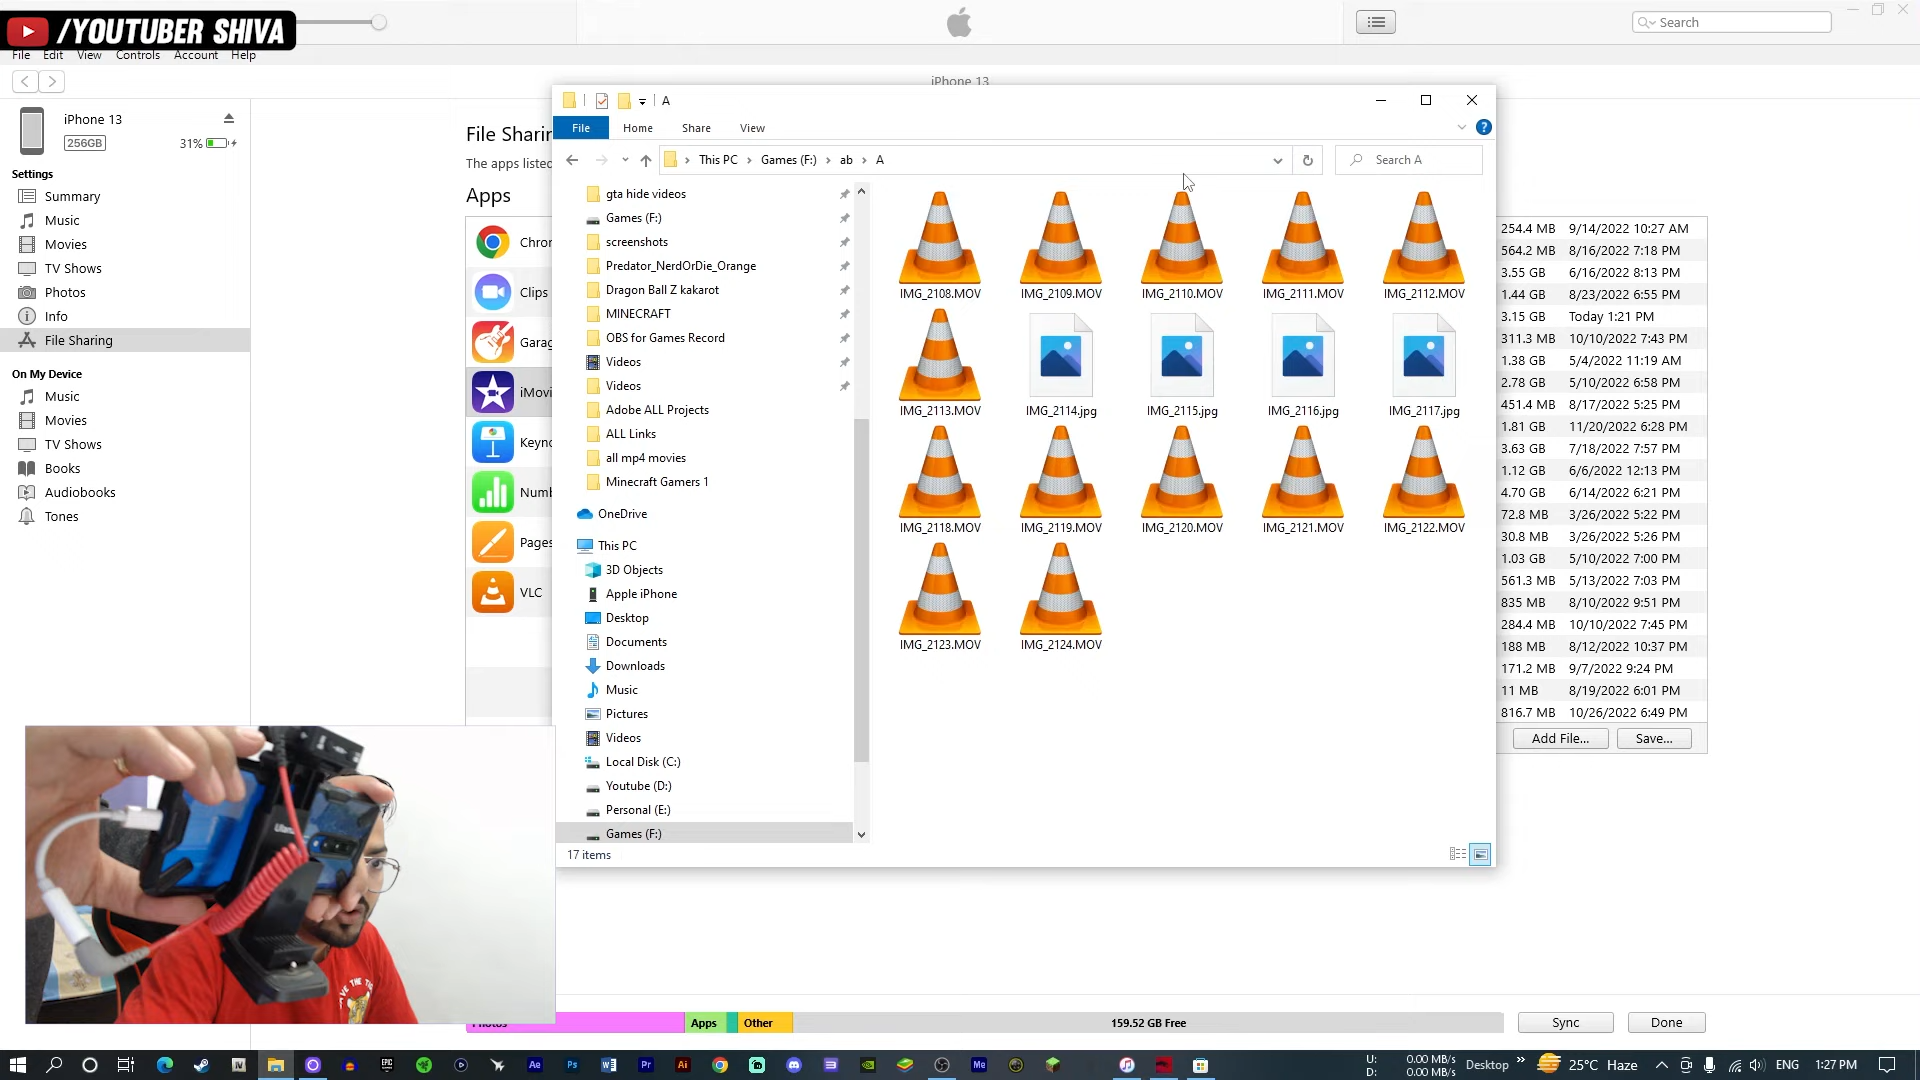 /YOUTUBER SHIVA
Search
File Edit View Controls Account Help
iPhone 13
iPhone 13
256GB
31%
Settings
Summary
Music
Movies
TV Shows
Photos
Info
File Sharing
On My Device
Music
Movies
TV Shows
Books
Audiobooks
Tones
File Sharin
The apps listed
Apps
Chron
Clips
Garag
iMovi
Keyno
Numb
Pages
VLC
A
File Home Share View
This PC > Games (F:) > ab > A
Search A
gta hide videos
Games (F:)
screenshots
Predator_NerdOrDie_Orange
Dragon Ball Z kakarot
MINECRAFT
OBS for Games Record
Videos
Videos
Adobe ALL Projects
ALL Links
all mp4 movies
Minecraft Gamers 1
OneDrive
This PC
3D Objects
Apple iPhone
Desktop
Documents
Downloads
Music
Pictures
Videos
Local Disk (C:)
Youtube (D:)
Personal (E:)
Games (F:)
17 items
IMG_2108.MOV IMG_2109.MOV IMG_2110.MOV IMG_2111.MOV IMG_2112.MOV
IMG_2113.MOV IMG_2114.jpg IMG_2115.jpg IMG_2116.jpg IMG_2117.jpg
IMG_2118.MOV IMG_2119.MOV IMG_2120.MOV IMG_2121.MOV IMG_2122.MOV
IMG_2123.MOV IMG_2124.MOV
254.4 MB 9/14/2022 10:27 AM
564.2 MB 8/16/2022 7:18 PM
3.55 GB 6/16/2022 8:13 PM
1.44 GB 8/23/2022 6:55 PM
3.15 GB Today 1:21 PM
311.3 MB 10/10/2022 7:43 PM
1.38 GB 5/4/2022 11:19 AM
2.78 GB 5/10/2022 6:58 PM
451.4 MB 8/17/2022 5:25 PM
1.81 GB 11/20/2022 6:28 PM
3.63 GB 7/18/2022 7:57 PM
1.12 GB 6/6/2022 12:13 PM
4.70 GB 6/14/2022 6:21 PM
72.8 MB 3/26/2022 5:22 PM
30.8 MB 3/26/2022 5:26 PM
1.03 GB 5/10/2022 7:00 PM
561.3 MB 5/13/2022 7:03 PM
835 MB 8/10/2022 9:51 PM
284.4 MB 10/10/2022 7:45 PM
188 MB 8/12/2022 10:37 PM
171.2 MB 9/7/2022 9:24 PM
11 MB 8/19/2022 6:01 PM
816.7 MB 10/26/2022 6:49 PM
Add File... Save...
Photos Apps Other 159.52 GB Free Sync Done
U: 0.00 MB/s
D: 0.00 MB/s
Desktop 25°C Haze ENG 1:27 PM